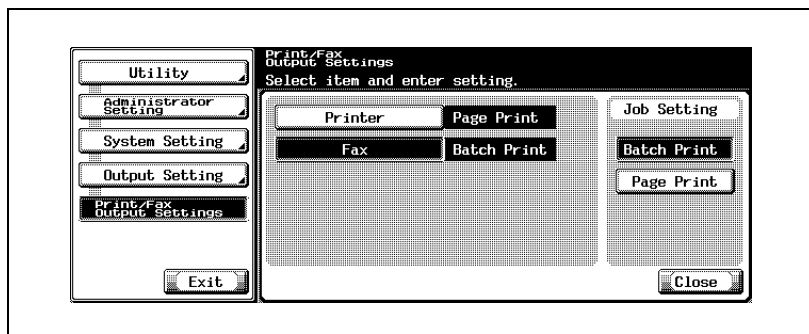 Utility
Administrator
Setting
System Setting
Output Setting
Print/Fax
Output Settings
Exit
Print/Fax
Output Settings
Select item and enter setting.
Printer
Page Print
Fax
Batch Print
Job Setting
Batch Print
Page Print
Close